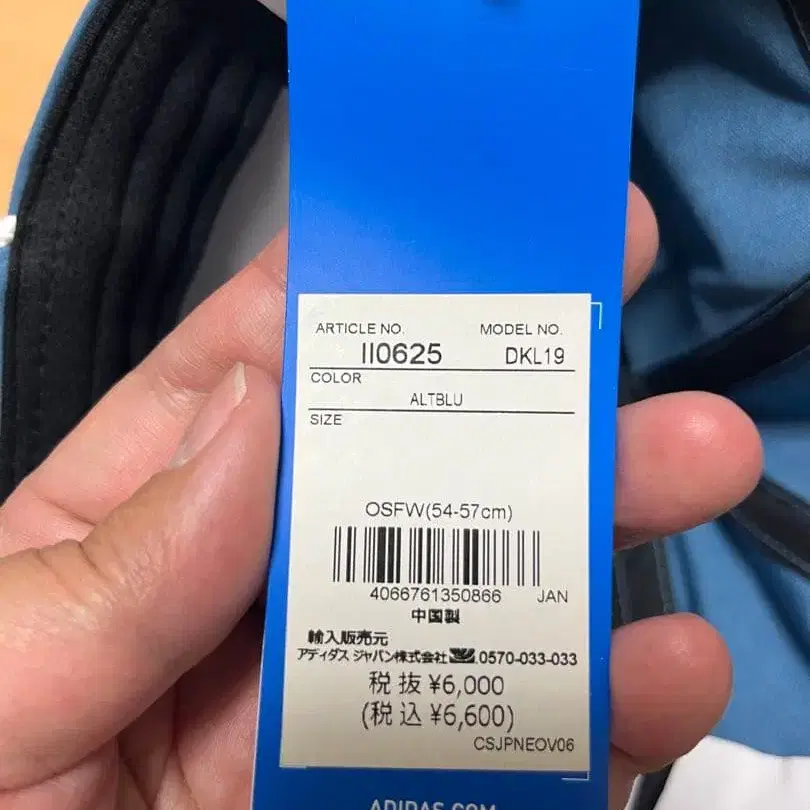 ARTICLE NO. MODEL NO.
II0625 DKL19
COLOR
ALTBLU
SIZE
OSFW(54-57cm)
4066761350866 JAN
中国製
輸入販売元
アディダス ジャパン株式会社 0570-033-033
税抜 ¥6,000
(税込 ¥6,600)
CSJPNEOV06
ADIDAS.COM